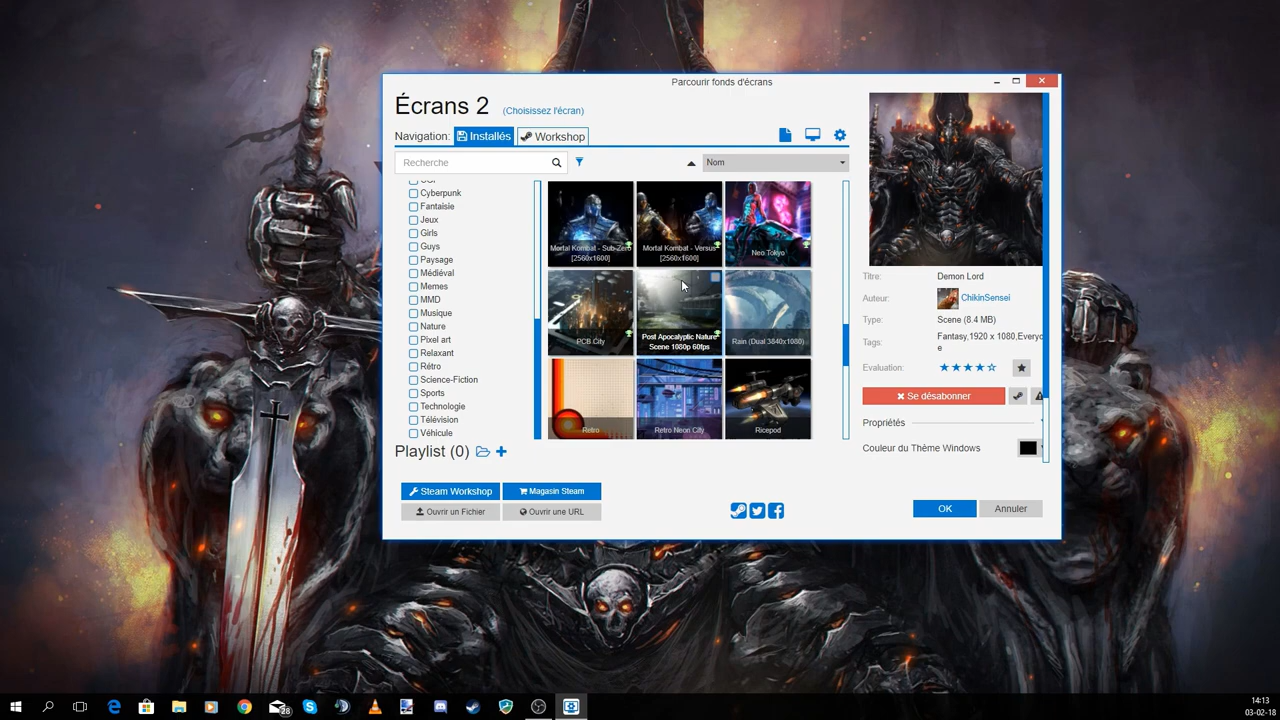 Parcourir fonds d'écrans
Écrans 2 (Choisissez l'écran)
Navigation: Installés Workshop
Recherche
Nom
Cyberpunk
Fantaisie
Jeux
Girls
Guys
Paysage
Médiéval
Memes
MMD
Musique
Nature
Pixel art
Relaxant
Rétro
Science-Fiction
Sports
Technologie
Télévision
Véhicule
Mortal Kombat - Sub-Zero
[2560x1600]
Mortal Kombat - Versus
[2560x1600]
Neo Tokyo
PCB City
Post Apocalyptic Nature
Scene 1080p 60fps
Rain (Dual 3840x1080)
Retro
Retro Neon City
Ricepod
Titre: Demon Lord
Auteur: ChikinSensei
Type: Scene (8.4 MB)
Tags: Fantasy,1920 x 1080,Everyo
e
Evaluation:
Se désabonner
Propriétés
Couleur du Thème Windows
Playlist (0)
Steam Workshop
Magasin Steam
Ouvrir un Fichier
Ouvrir une URL
OK
Annuler
28
14:13
03-02-18